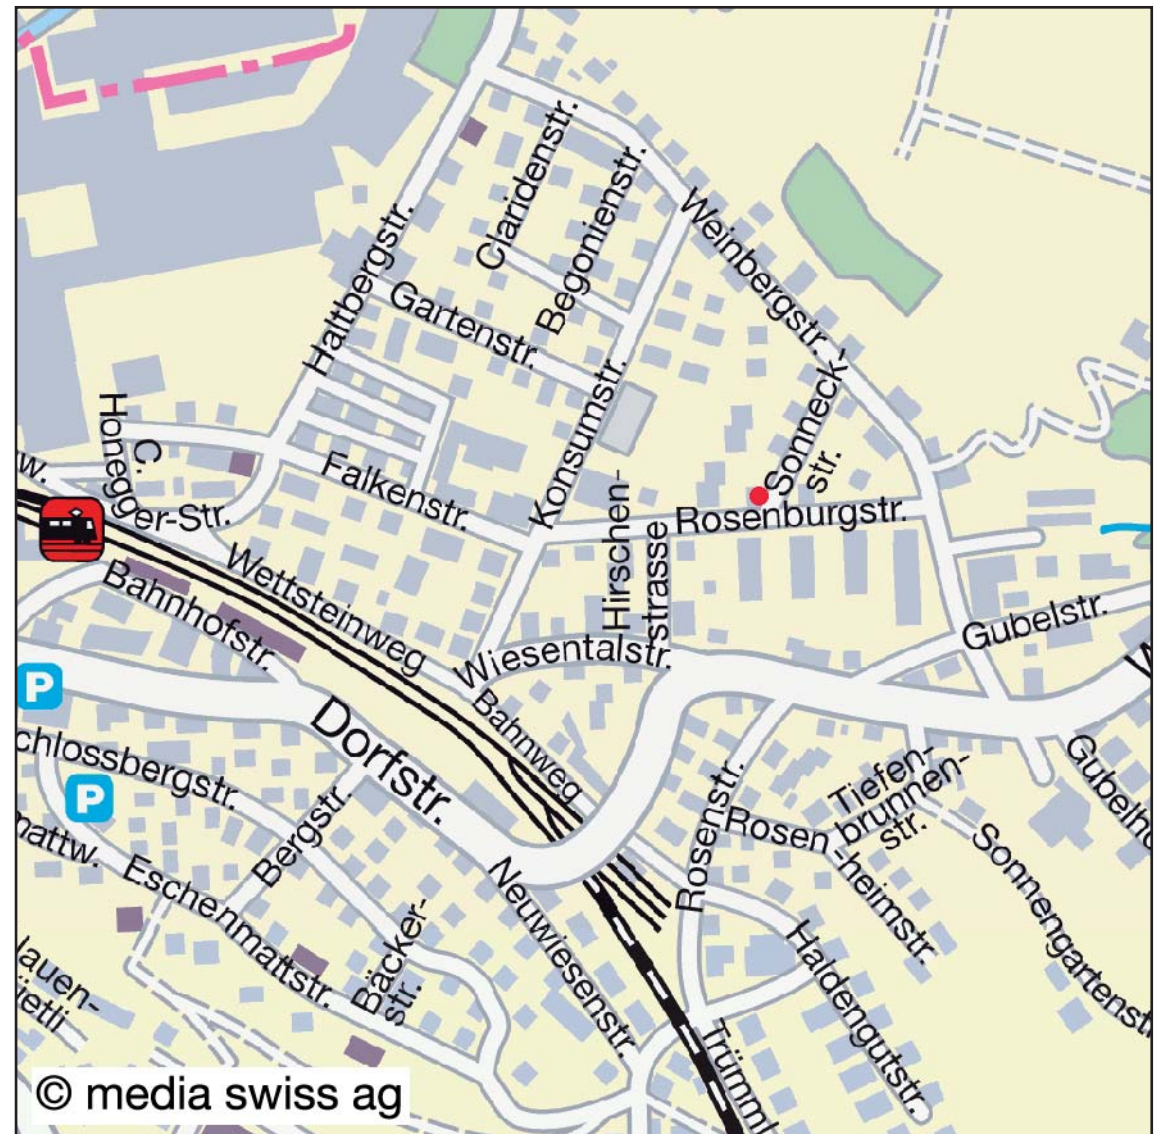 Claridenstr.
Begonienstr.
Weinbergstr.
Haltbergstr.
Gartenstr.
Konsumstr.
Sonneck-
str.
C.
Honegger-Str.
w.
Falkenstr.
Hirschen-
strasse
Rosenburgstr.
Wettsteinweg
Bahnhofstr.
Gubelstr.
Wiesentalstr.
W
P
Bahnweg
Dorfstr.
chlossbergstr.
P
Bergstr.
Rosenstr.
Tiefen-
brunnen-
str.
Rosen-
heimstr.
mattw.
Eschenmattstr.
Bäcker-
str.
Neuwiesenstr.
Haldengutstr.
Sonnengartenstr
lauen-
ietli
Trümml
© media swiss ag